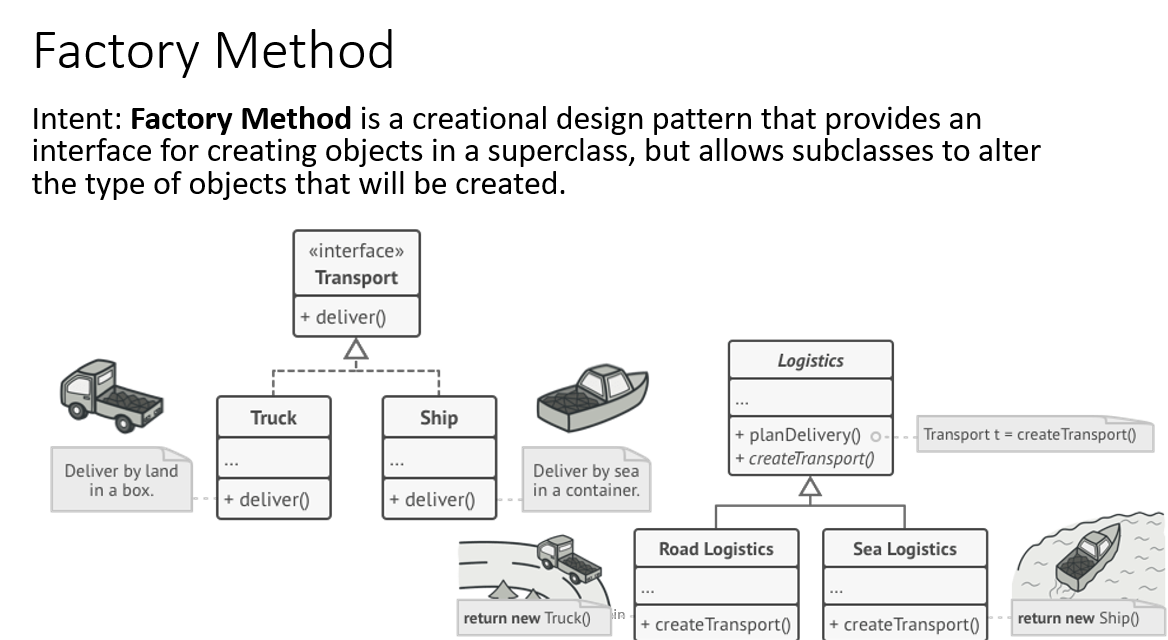 Factory Method
Intent: Factory Method is a creational design pattern that provides an
interface for creating objects in a superclass, but allows subclasses to alter
the type of objects that will be created.
«interface»
Transport
+ deliver()
Truck
...
+ deliver()
Ship
...
+ deliver()
Deliver by land
in a box.
Deliver by sea
in a container.
Logistics
...
+ planDelivery()
+ createTransport()
Transport t = createTransport()
Road Logistics
...
+ createTransport()
Sea Logistics
...
+ createTransport()
return new Truck()
in
return new Ship()